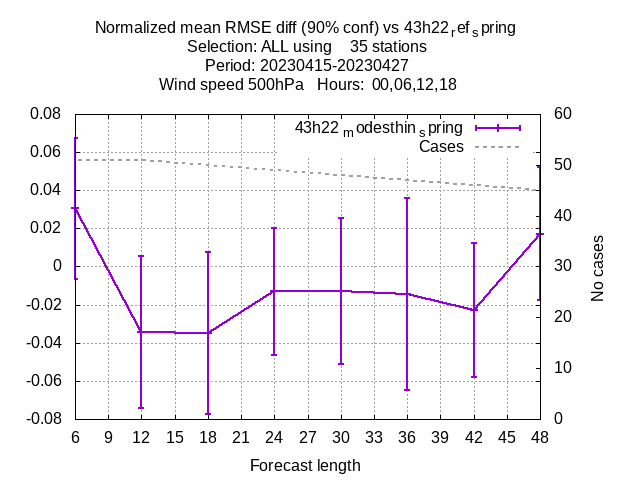 Normalized mean RMSE diff (90% conf) vs 43h22refspring
Selection: ALL using 35 stations
Period: 20230415-20230427
Wind speed 500hPa Hours: 00,06,12,18
43h22modesthinspring
Cases
0.08
0.06
0.04
0.02
0
-0.02
-0.04
-0.06
-0.08
60
50
40
30
20
10
0
No cases
6 9 12 15 18 21 24 27 30 33 36 39 42 45 48
Forecast length